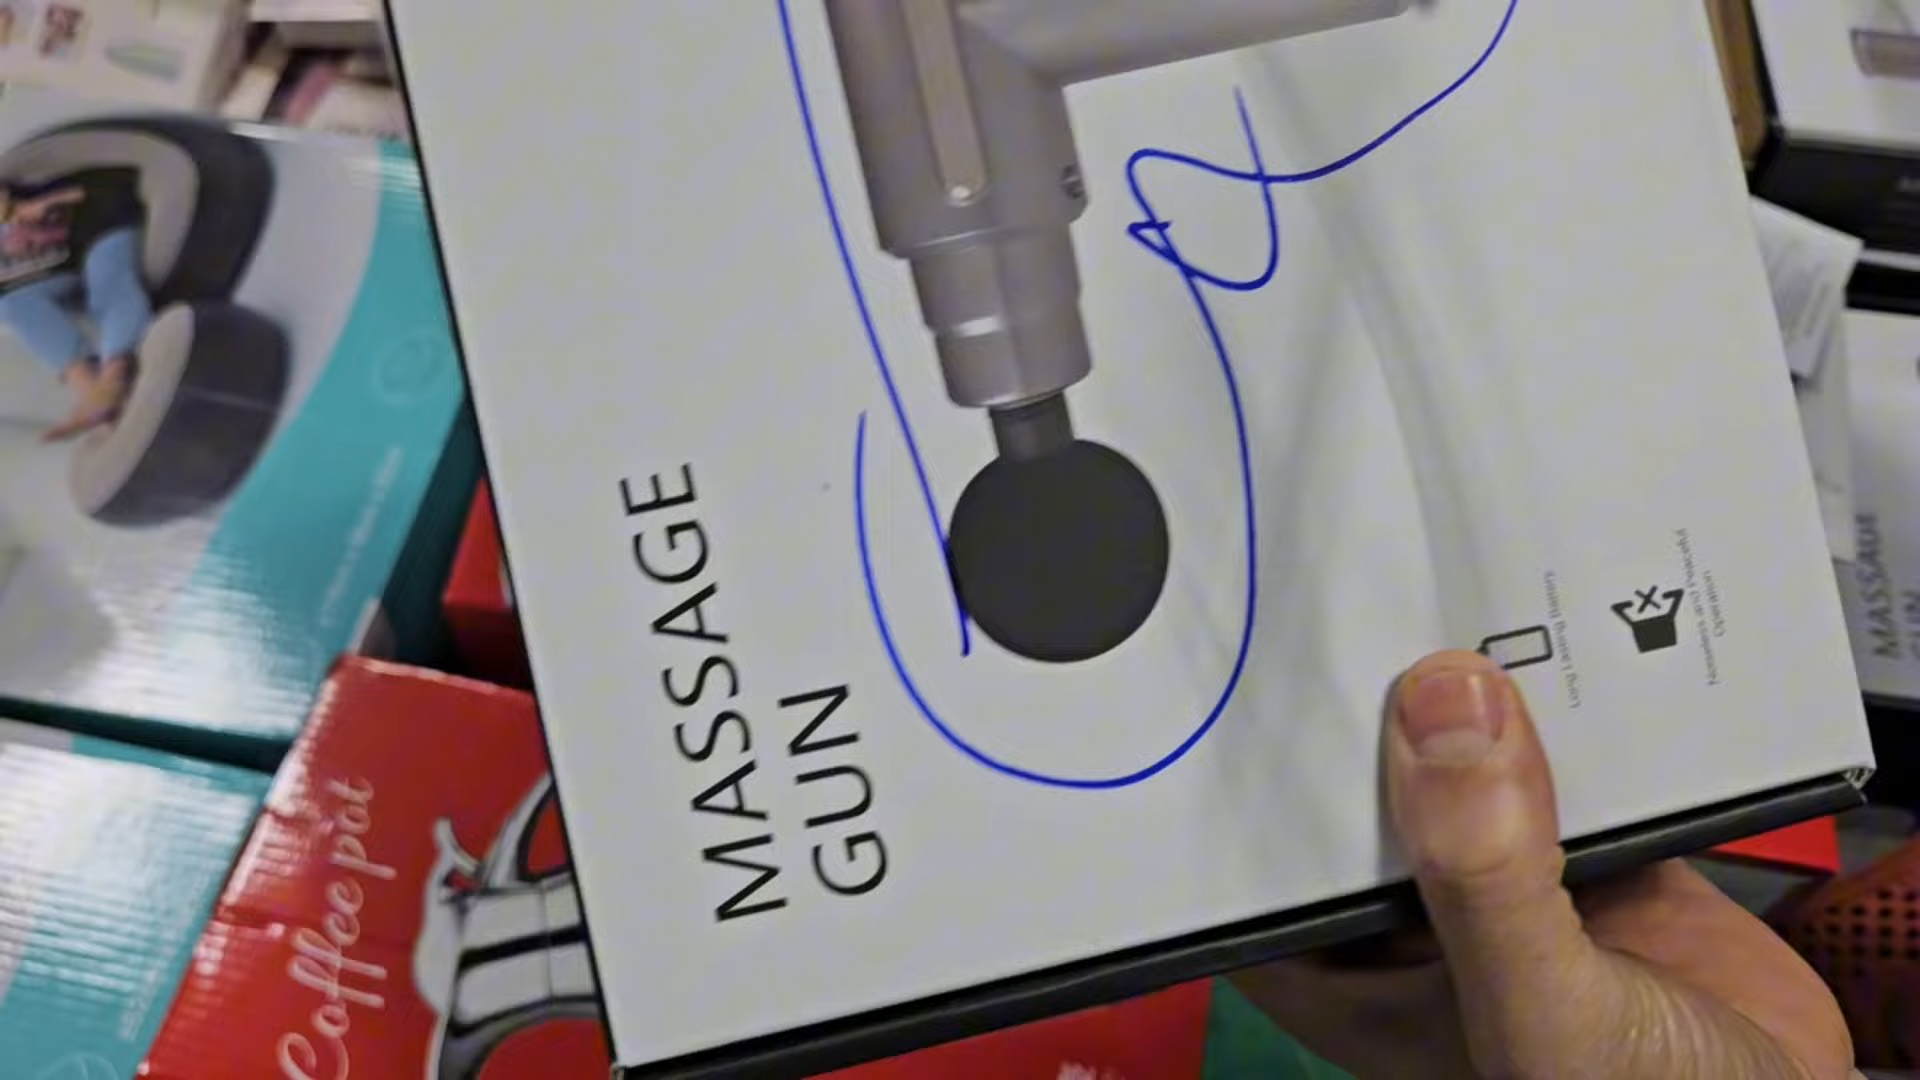 MASSAGE
GUN
Long Lasting Battery
Noiseless and Peaceful
Operation
Coffee pot
MASSAGE
GUN